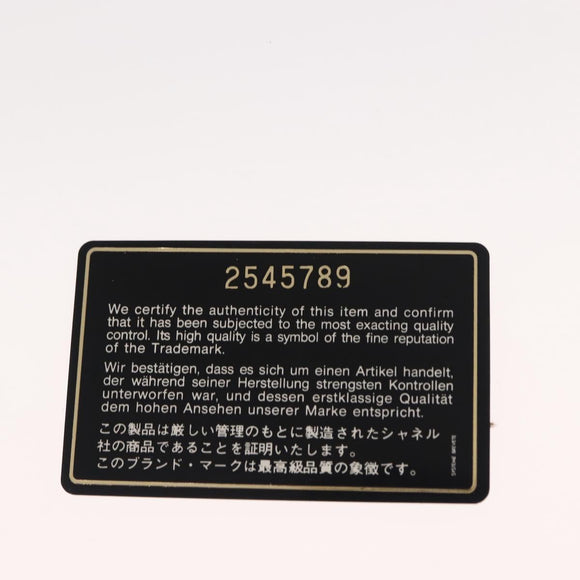 2545789
We certify the authenticity of this item and confirm
that it has been subjected to the most exacting quality
control. Its high quality is a symbol of the fine reputation
of the Trademark.
Wir bestätigen, dass es sich um einen Artikel handelt,
der während seiner Herstellung strengsten Kontrollen
unterworfen war, und dessen erstklassige Qualität
dem hohen Ansehen unserer Marke entspricht.
この製品は厳しい管理のもとに製造されたシャネル
社の商品であることを証明いたします。
このブランド・マークは最高級品質の象徴です。